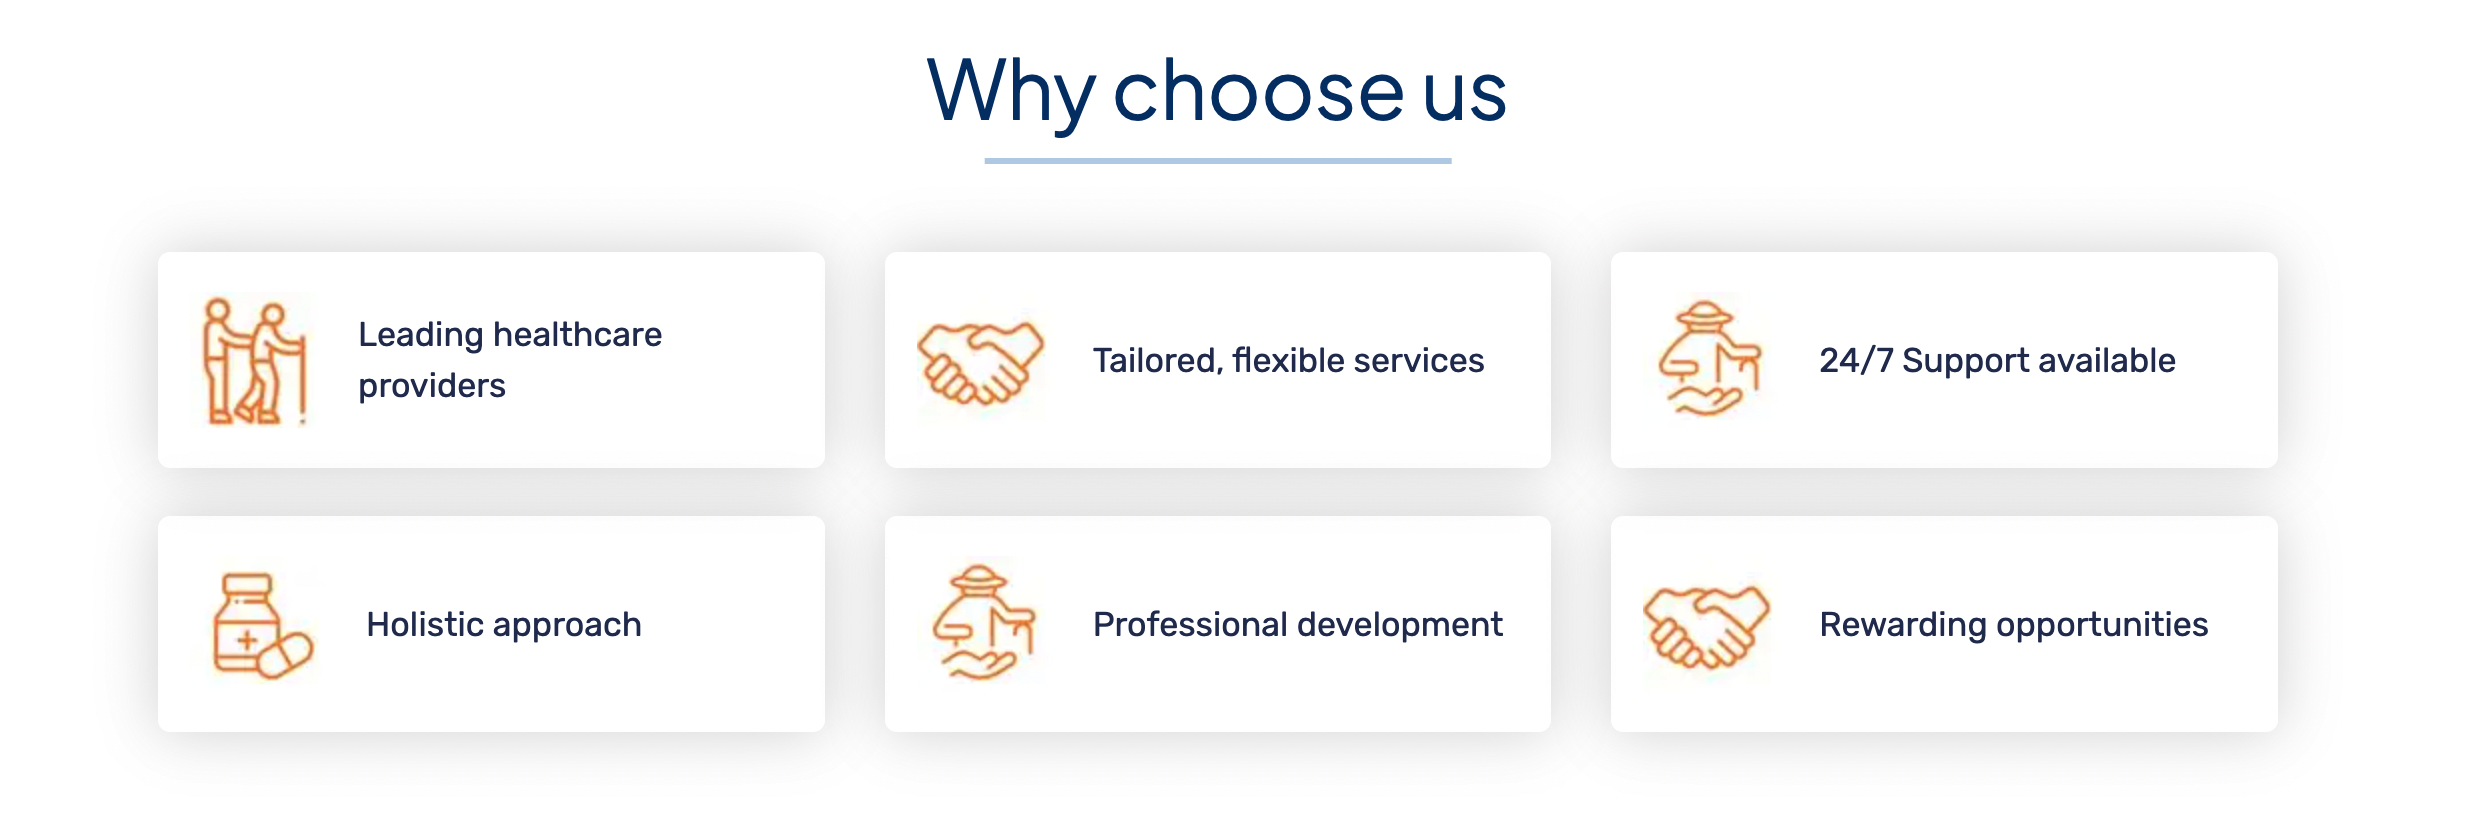 Why choose us
Leading healthcare
providers
Tailored, flexible services
24/7 Support available
Holistic approach
Professional development
Rewarding opportunities